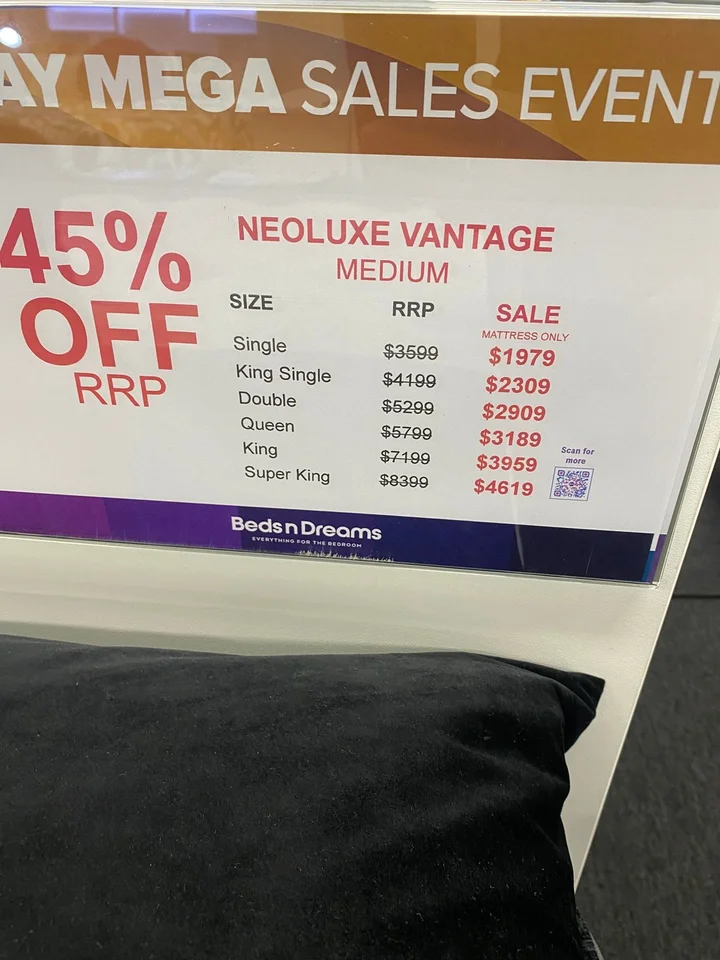 AY MEGA SALES EVENT
45%
OFF
RRP
NEOLUXE VANTAGE
MEDIUM
SIZE RRP SALE
MATTRESS ONLY
Single $3599 $1979
King Single $4199 $2309
Double $5299 $2909
Queen $5799 $3189
King $7199 $3959
Super King $8399 $4619
Scan for
more
Beds n Dreams
EVERYTHING FOR THE BEDROOM